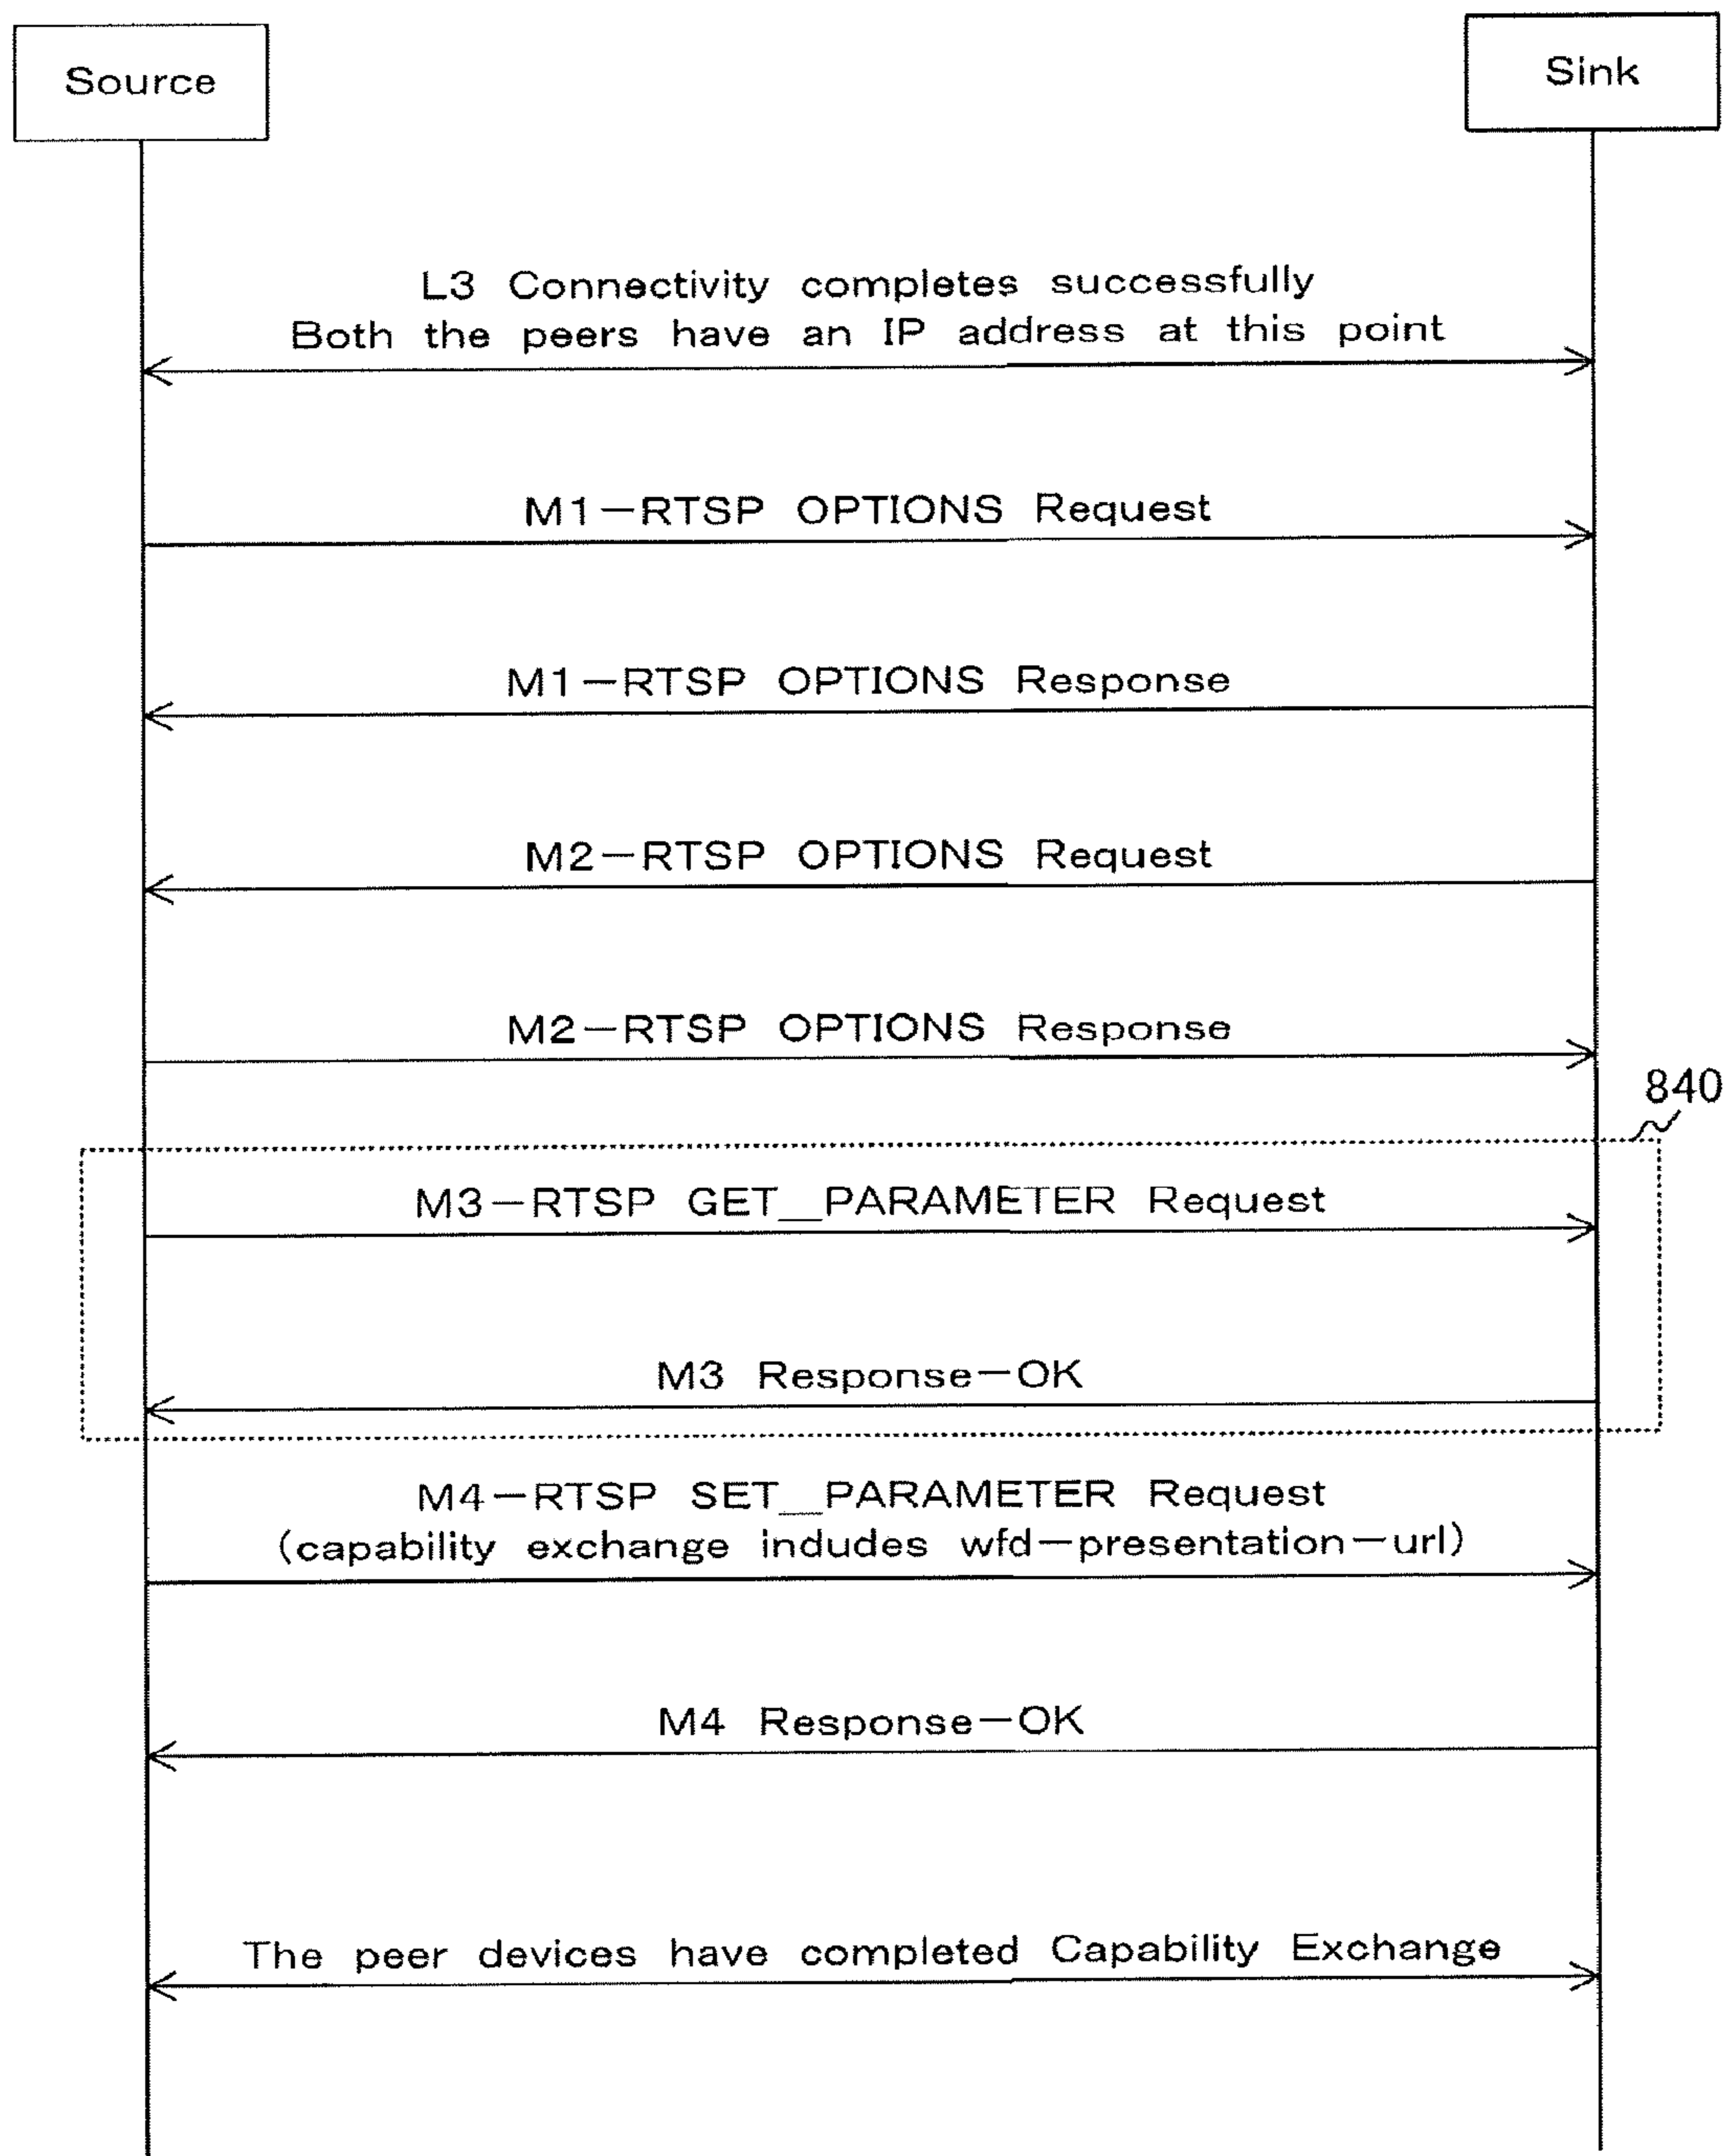 Source
Sink
L3 Connectivity completes successfully
Both the peers have an IP address at this point
M1-RTSP OPTIONS Request
M1-RTSP OPTIONS Response
M2-RTSP OPTIONS Request
M2-RTSP OPTIONS Response
840
M3-RTSP GET_PARAMETER Request
M3 Response-OK
M4-RTSP SET_PARAMETER Request
(capability exchange indudes wfd-presentation-url)
M4 Response-OK
The peer devices have completed Capability Exchange